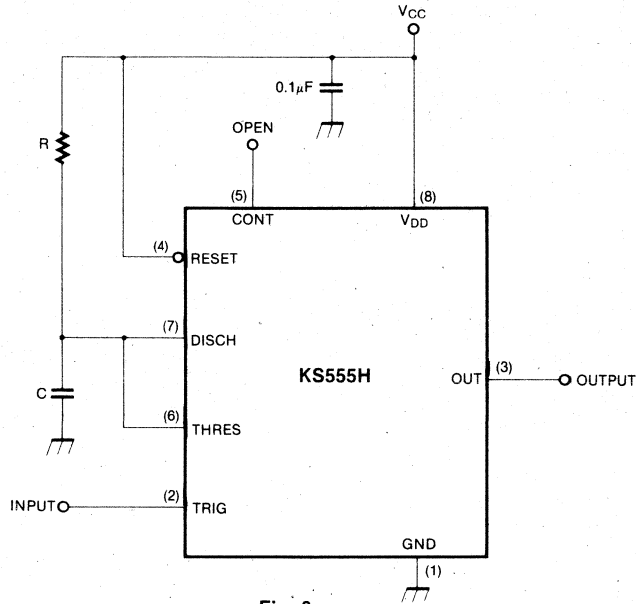 VCC
0.1µF
R
OPEN
(5)
(8)
CONT
VDD
(4)
RESET
(7)
DISCH
KS555H
(3)
OUT
OUTPUT
C
(6)
THRES
(2)
INPUT
TRIG
GND
(1)